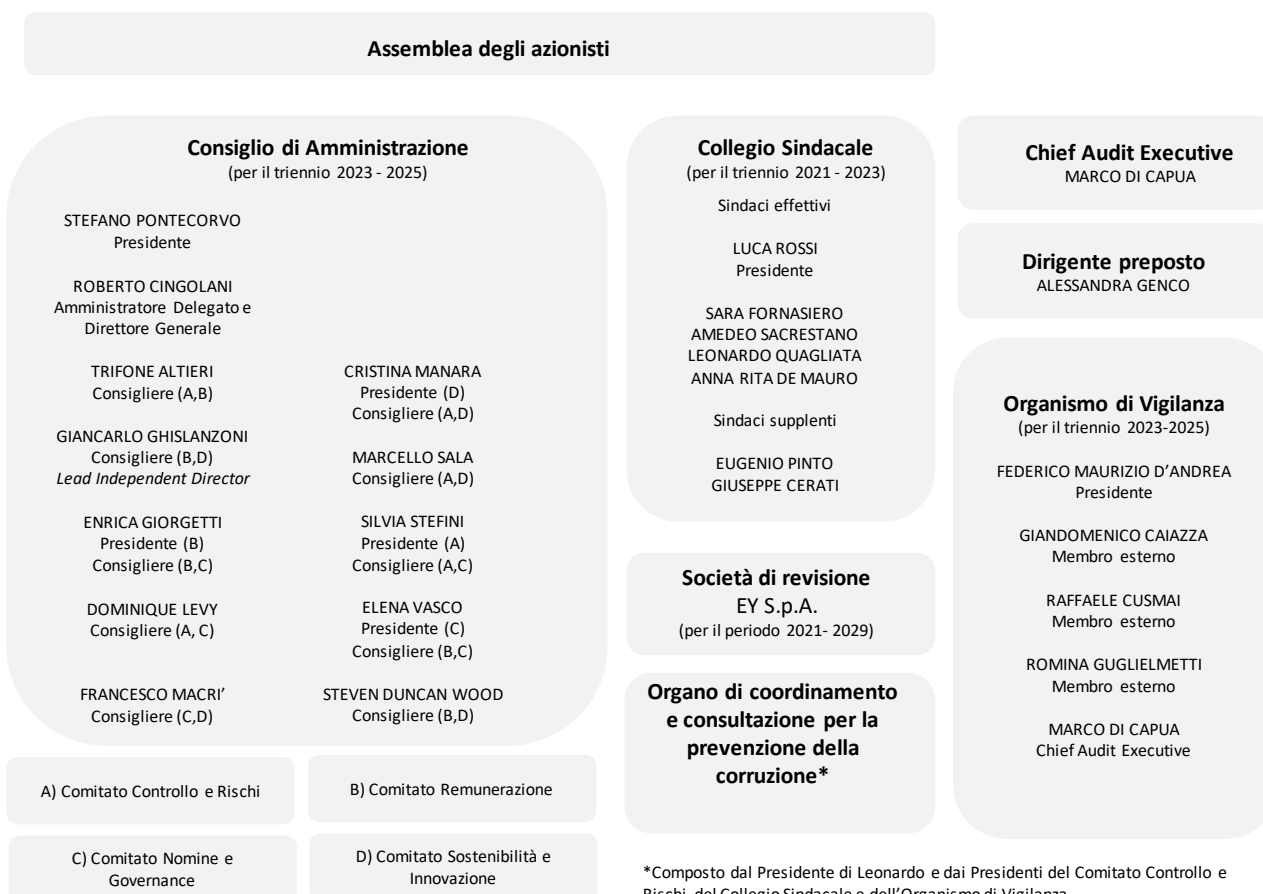 Assemblea degli azionisti
Consiglio di Amministrazione
(per il triennio 2023 - 2025)
STEFANO PONTECORVO
Presidente
ROBERTO CINGOLANI
Amministratore Delegato e
Direttore Generale
TRIFONE ALTIERI
Consigliere (A,B)
GIANCARLO GHISLANZONI
Consigliere (B,D)
Lead Independent Director
ENRICA GIORGETTI
Presidente (B)
Consigliere (B,C)
DOMINIQUE LEVY
Consigliere (A, C)
FRANCESCO MACRI'
Consigliere (C,D)
CRISTINA MANARA
Presidente (D)
Consigliere (A,D)
MARCELLO SALA
Consigliere (A,D)
SILVIA STEFINI
Presidente (A)
Consigliere (A,C)
ELENA VASCO
Presidente (C)
Consigliere (B,C)
STEVEN DUNCAN WOOD
Consigliere (B,D)
A) Comitato Controllo e Rischi
B) Comitato Remunerazione
C) Comitato Nomine e
Governance
D) Comitato Sostenibilità e
Innovazione
Collegio Sindacale
(per il triennio 2021 - 2023)
Sindaci effettivi
LUCA ROSSI
Presidente
SARA FORNASIERO
AMEDEO SACRESTANO
LEONARDO QUAGLIATA
ANNA RITA DE MAURO
Sindaci supplenti
EUGENIO PINTO
GIUSEPPE CERATI
Società di revisione
EY S.p.A.
(per il periodo 2021- 2029)
Organo di coordinamento
e consultazione per la
prevenzione della
corruzione*
Chief Audit Executive
MARCO DI CAPUA
Dirigente preposto
ALESSANDRA GENCO
Organismo di Vigilanza
(per il triennio 2023-2025)
FEDERICO MAURIZIO D'ANDREA
Presidente
GIANDOMENICO CAIAZZA
Membro esterno
RAFFAELE CUSMAI
Membro esterno
ROMINA GUGLIELMETTI
Membro esterno
MARCO DI CAPUA
Chief Audit Executive
*Composto dal Presidente di Leonardo e dai Presidenti del Comitato Controllo e
Rischi, del Collegio Sindacale e dell'Organismo di Vigilanza